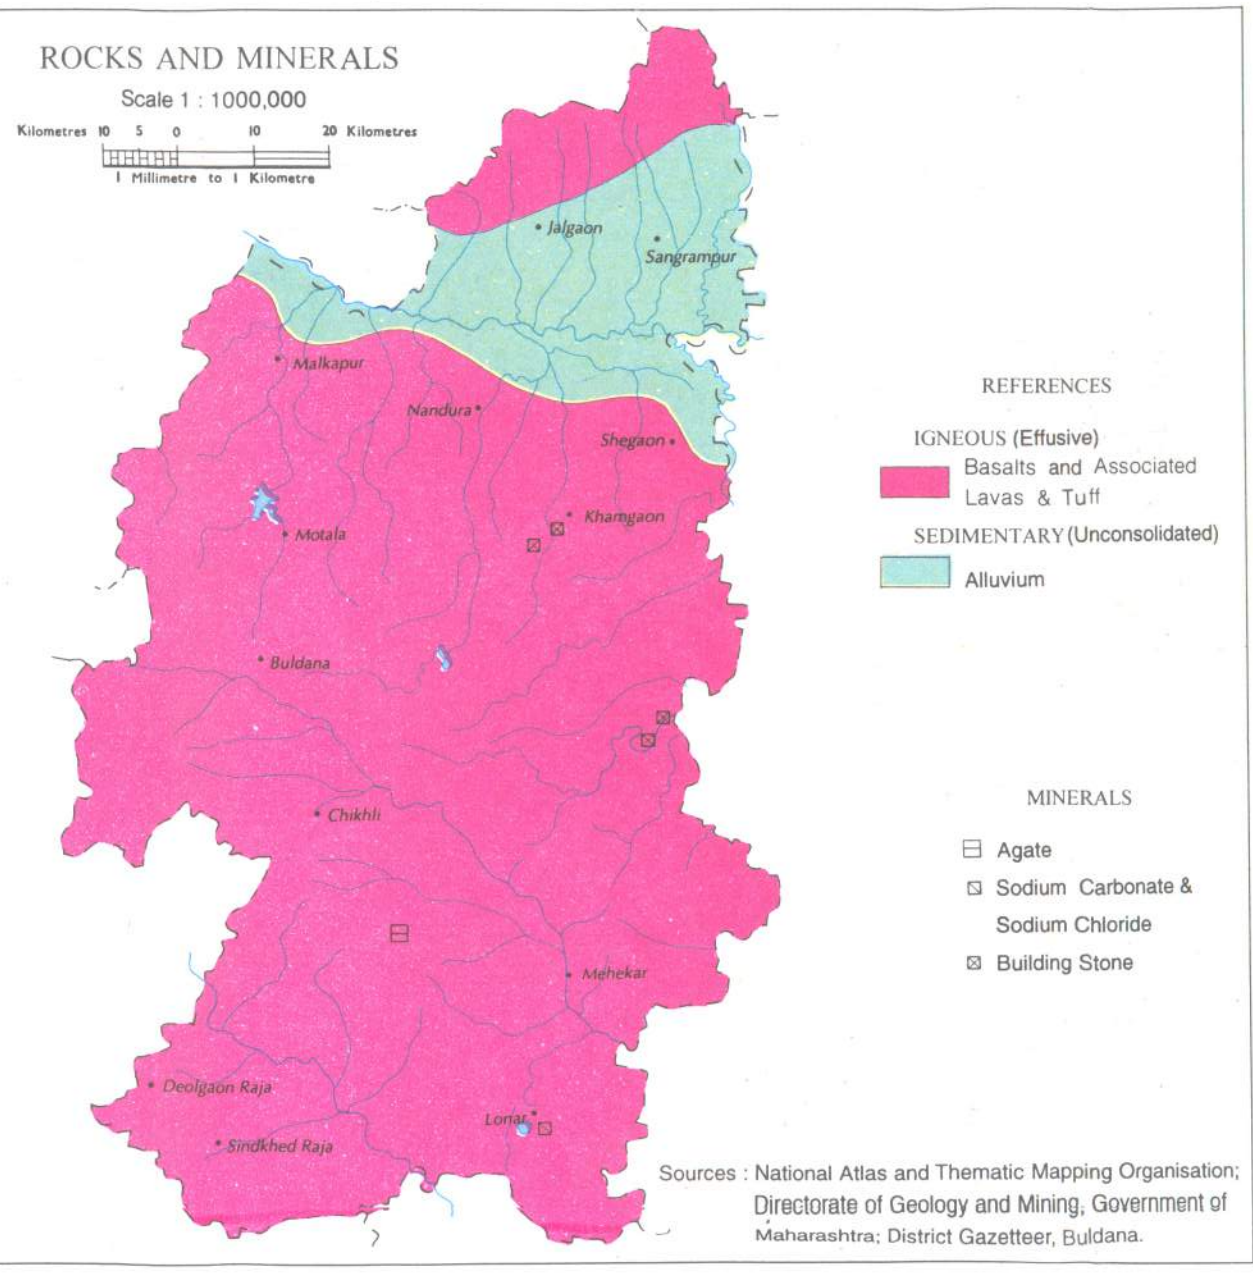 ROCKS AND MINERALS
Scale 1 : 1000,000
Kilometres 10 5 0 10 20 Kilometres
1 Millimetre to 1 Kilometre
Jalgaon
Sangrampur
Malkapur
Nandura
Shegaon
Khamgaon
Motala
Buldana
Chikhli
Mehekar
Deolgaon Raja
Lonar
Sindkhed Raja
REFERENCES
IGNEOUS (Effusive)
Basalts and Associated
Lavas & Tuff
SEDIMENTARY (Unconsolidated)
Alluvium
MINERALS
Agate
Sodium Carbonate &
Sodium Chloride
Building Stone
Sources : National Atlas and Thematic Mapping Organisation;
Directorate of Geology and Mining, Government of
Maharashtra; District Gazetteer, Buldana.